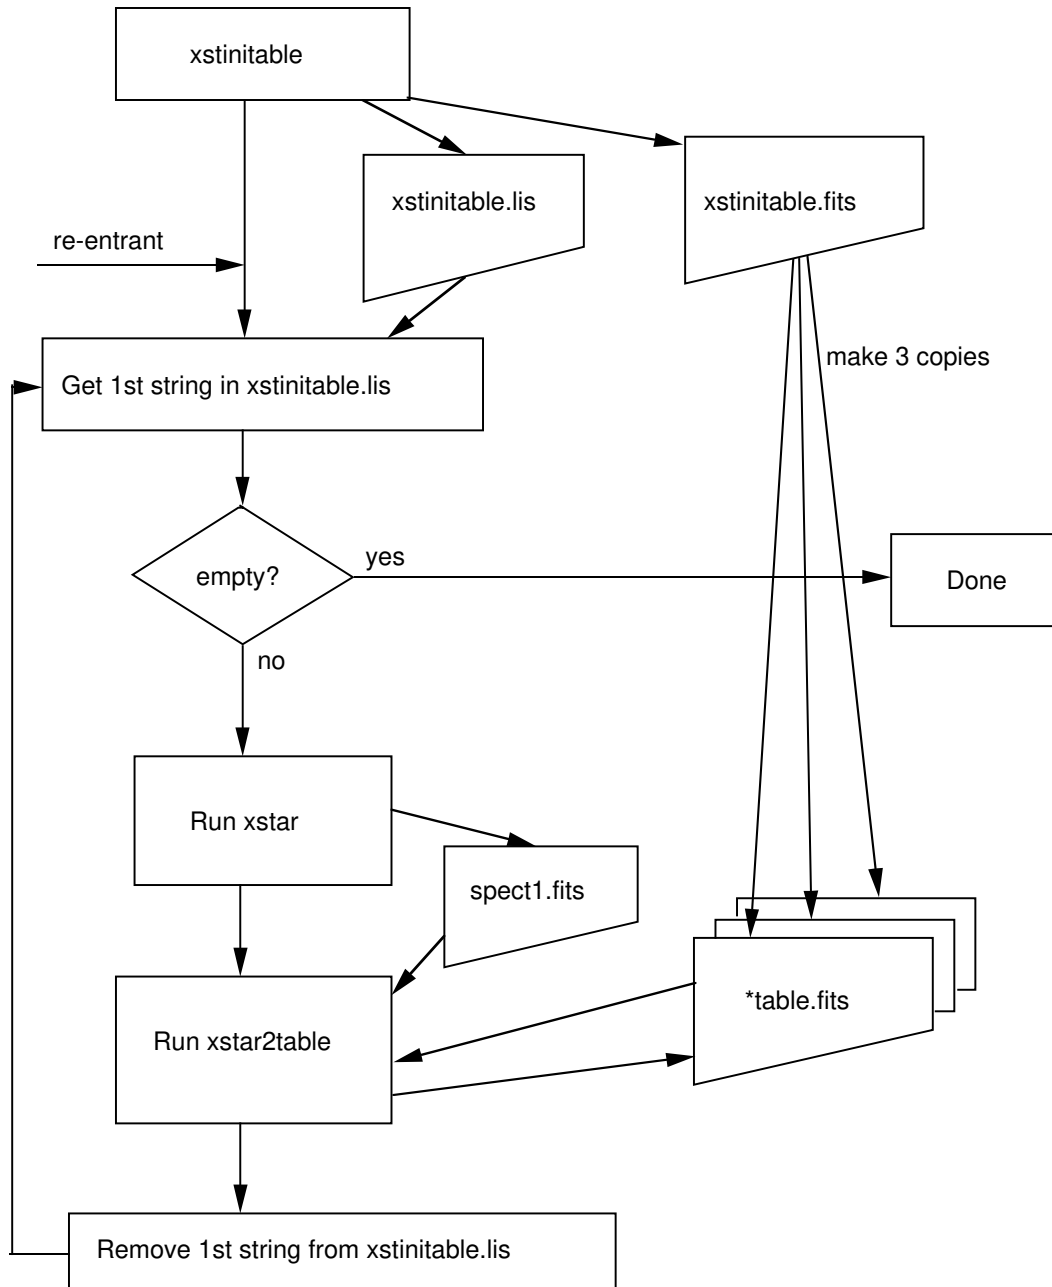 xstinitable
xstinitable.lis
xstinitable.fits
re-entrant
make 3 copies
Get 1st string in xstinitable.lis
yes
empty?
Done
no
Run xstar
spect1.fits
*table.fits
Run xstar2table
Remove 1st string from xstinitable.lis